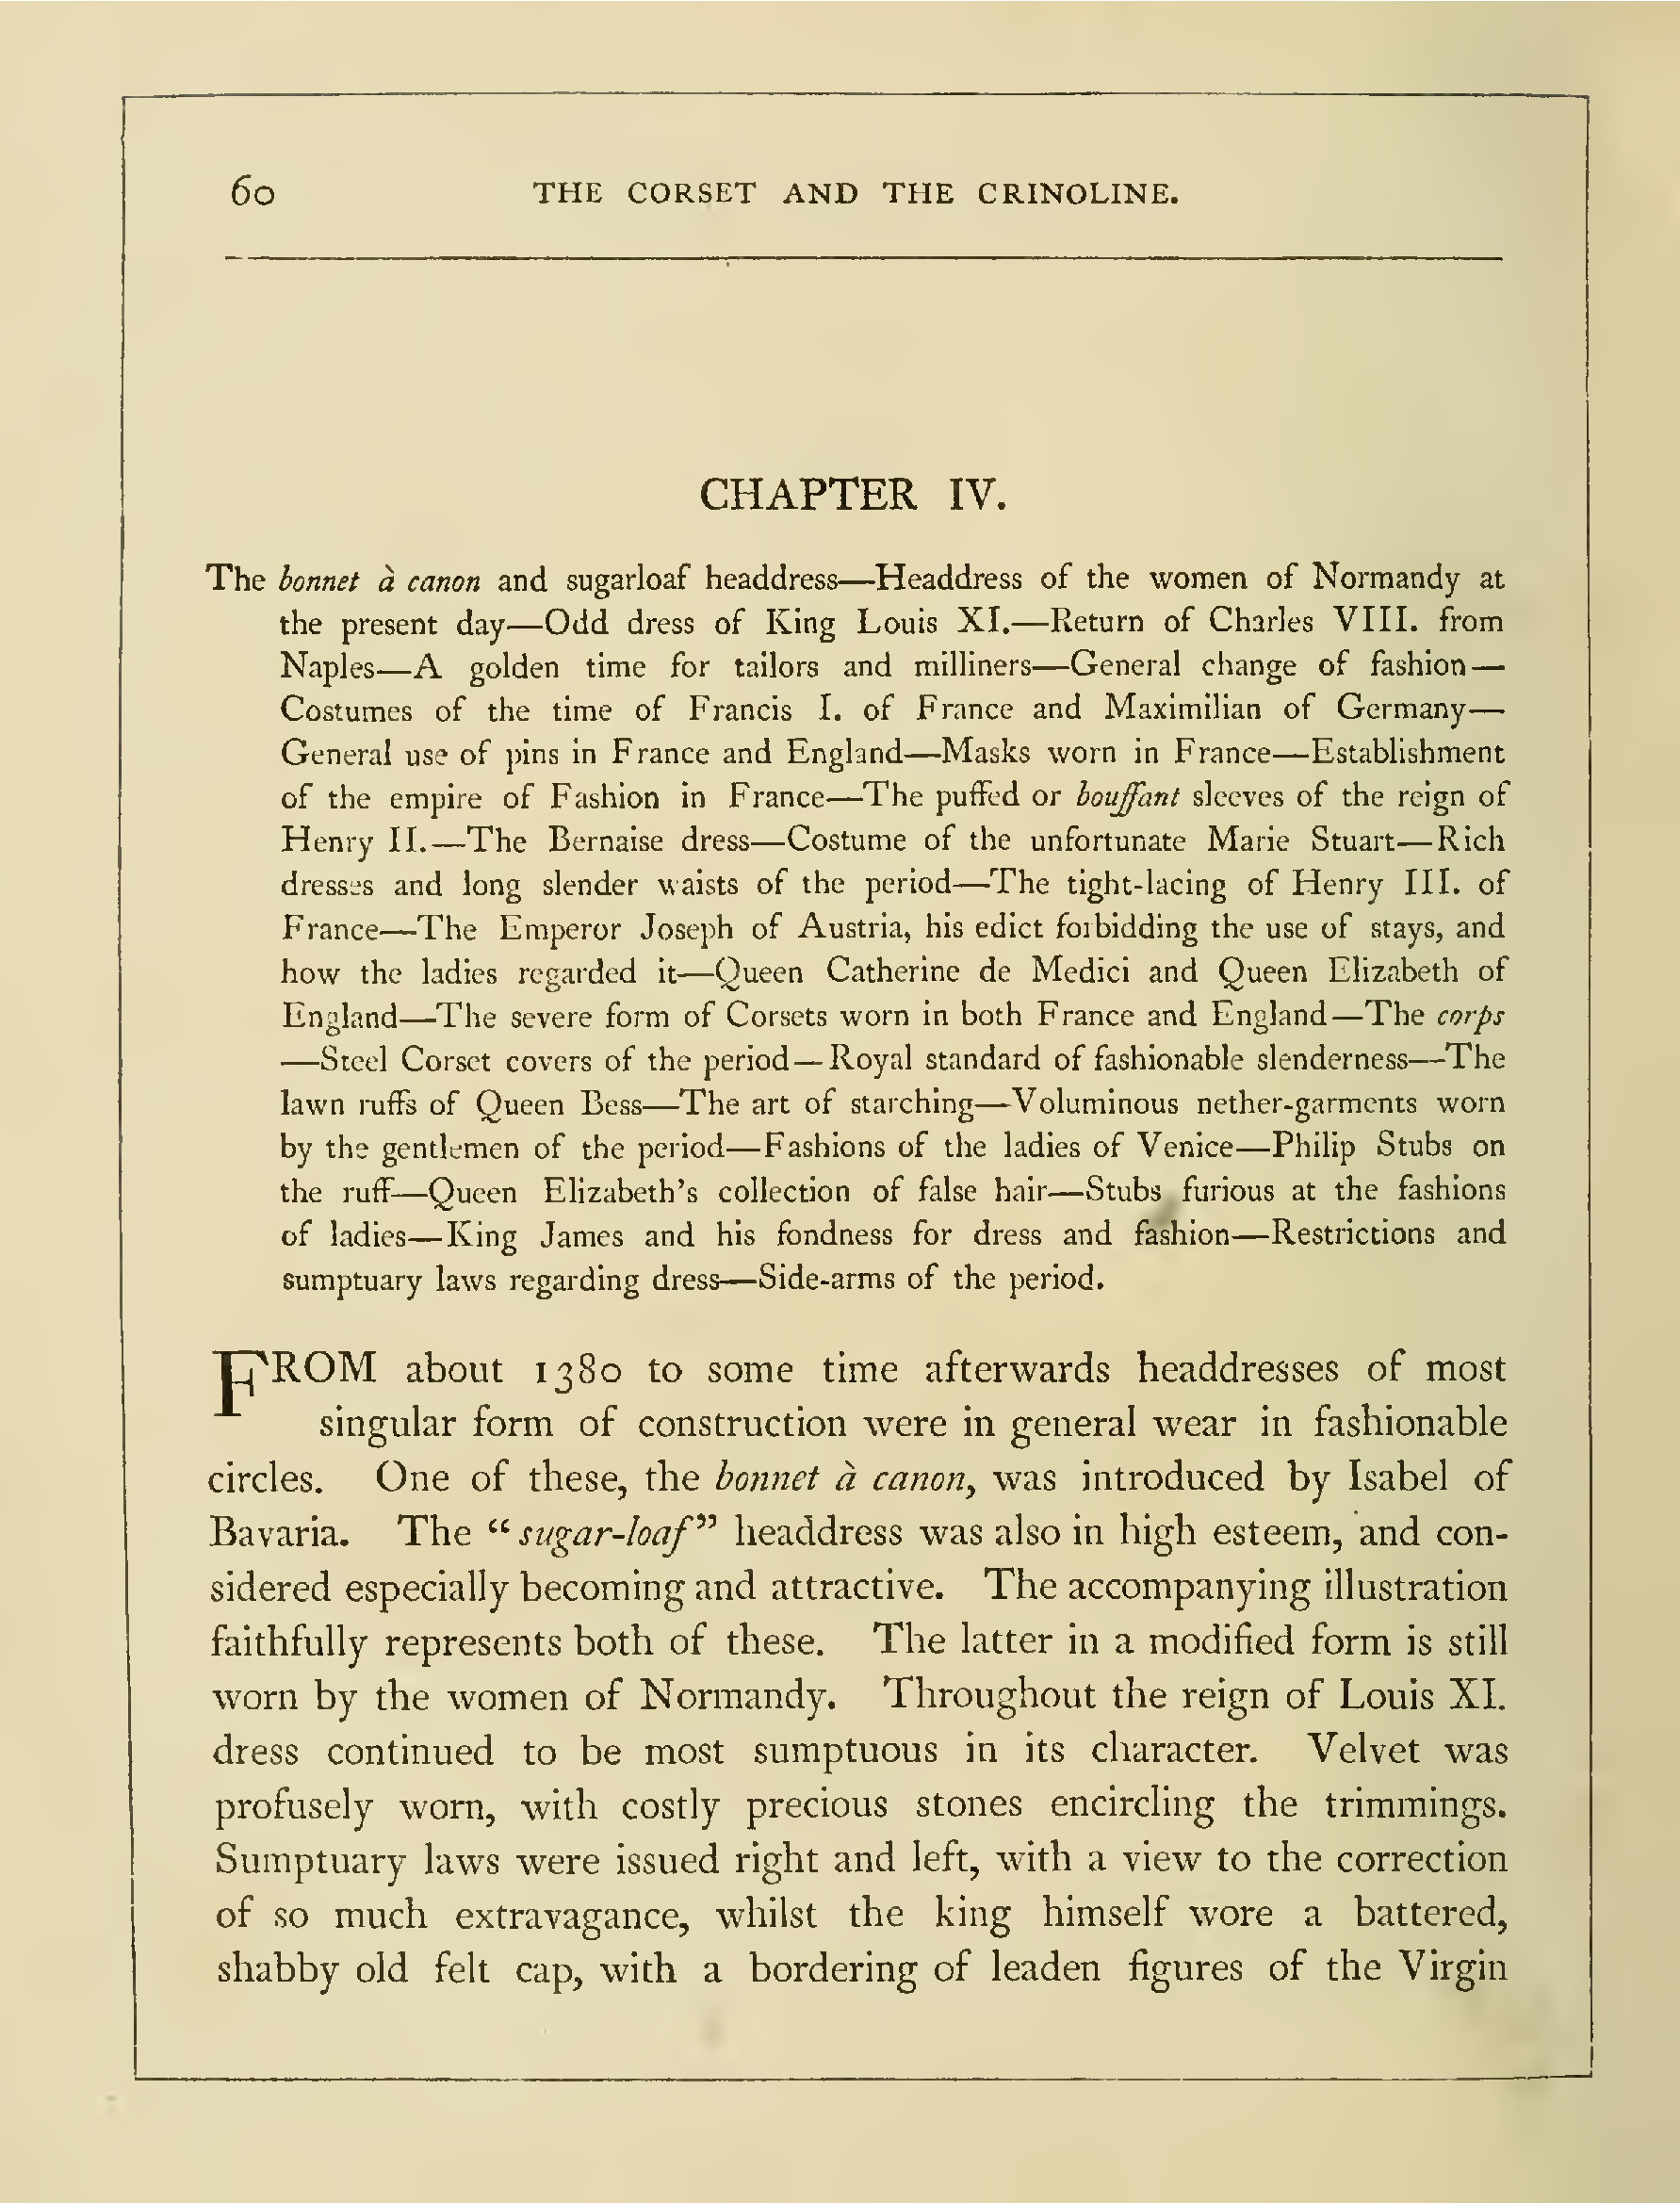 60 THE CORSET AND THE CRINOLINE.
CHAPTER IV.
The bonnet à canon and sugarloaf headdress—Headdress of the women of Normandy at
the present day—Odd dress of King Louis XI.—Return of Charles VIII. from
Naples—A golden time for tailors and milliners—General change of fashion—
Costumes of the time of Francis I. of France and Maximilian of Germany—
General use of pins in France and England—Masks worn in France—Establishment
of the empire of Fashion in France—The puffed or bouffant sleeves of the reign of
Henry II.—The Bernaise dress—Costume of the unfortunate Marie Stuart—Rich
dresses and long slender waists of the period—The tight-lacing of Henry III. of
France—The Emperor Joseph of Austria, his edict forbidding the use of stays, and
how the ladies regarded it—Queen Catherine de Medici and Queen Elizabeth of
England—The severe form of Corsets worn in both France and England—The corps
—Steel Corset covers of the period—Royal standard of fashionable slenderness—The
lawn ruffs of Queen Bess—The art of starching—Voluminous nether-garments worn
by the gentlemen of the period—Fashions of the ladies of Venice—Philip Stubs on
the ruff—Queen Elizabeth's collection of false hair—Stubs furious at the fashions
of ladies—King James and his fondness for dress and fashion—Restrictions and
sumptuary laws regarding dress—Side-arms of the period.
FROM about 1380 to some time afterwards headdresses of most
singular form of construction were in general wear in fashionable
circles. One of these, the bonnet à canon, was introduced by Isabel of
Bavaria. The "sugar-loaf" headdress was also in high esteem, and con-
sidered especially becoming and attractive. The accompanying illustration
faithfully represents both of these. The latter in a modified form is still
worn by the women of Normandy. Throughout the reign of Louis XI.
dress continued to be most sumptuous in its character. Velvet was
profusely worn, with costly precious stones encircling the trimmings.
Sumptuary laws were issued right and left, with a view to the correction
of so much extravagance, whilst the king himself wore a battered,
shabby old felt cap, with a bordering of leaden figures of the Virgin